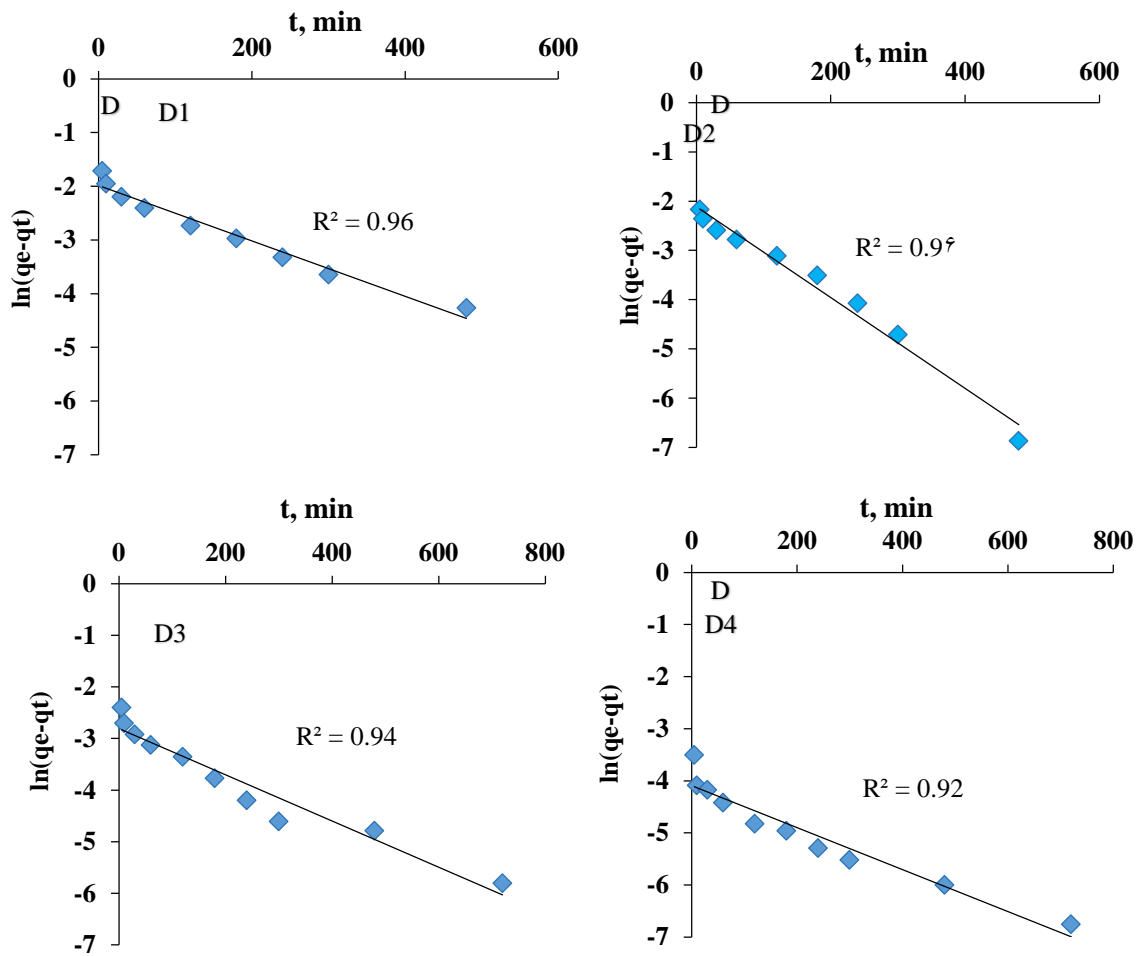 t, min
0 200 400 600
0
D D1
-1
-2
-3
-4
-5
-6
-7
ln(qe-qt)
R² = 0.96
t, min
0 200 400 600
0
D
D2
-1
-2
-3
-4
-5
-6
-7
ln(qe-qt)
R² =
t, min
0 200 400 600 800
0
-1
D3
-2
-3
-4
-5
-6
-7
ln(qe-qt)
R² = 0.94
t, min
0 200 400 600 800
0
D
-1
D4
-2
-3
-4
-5
-6
-7
ln(qe-qt)
R² = 0.92